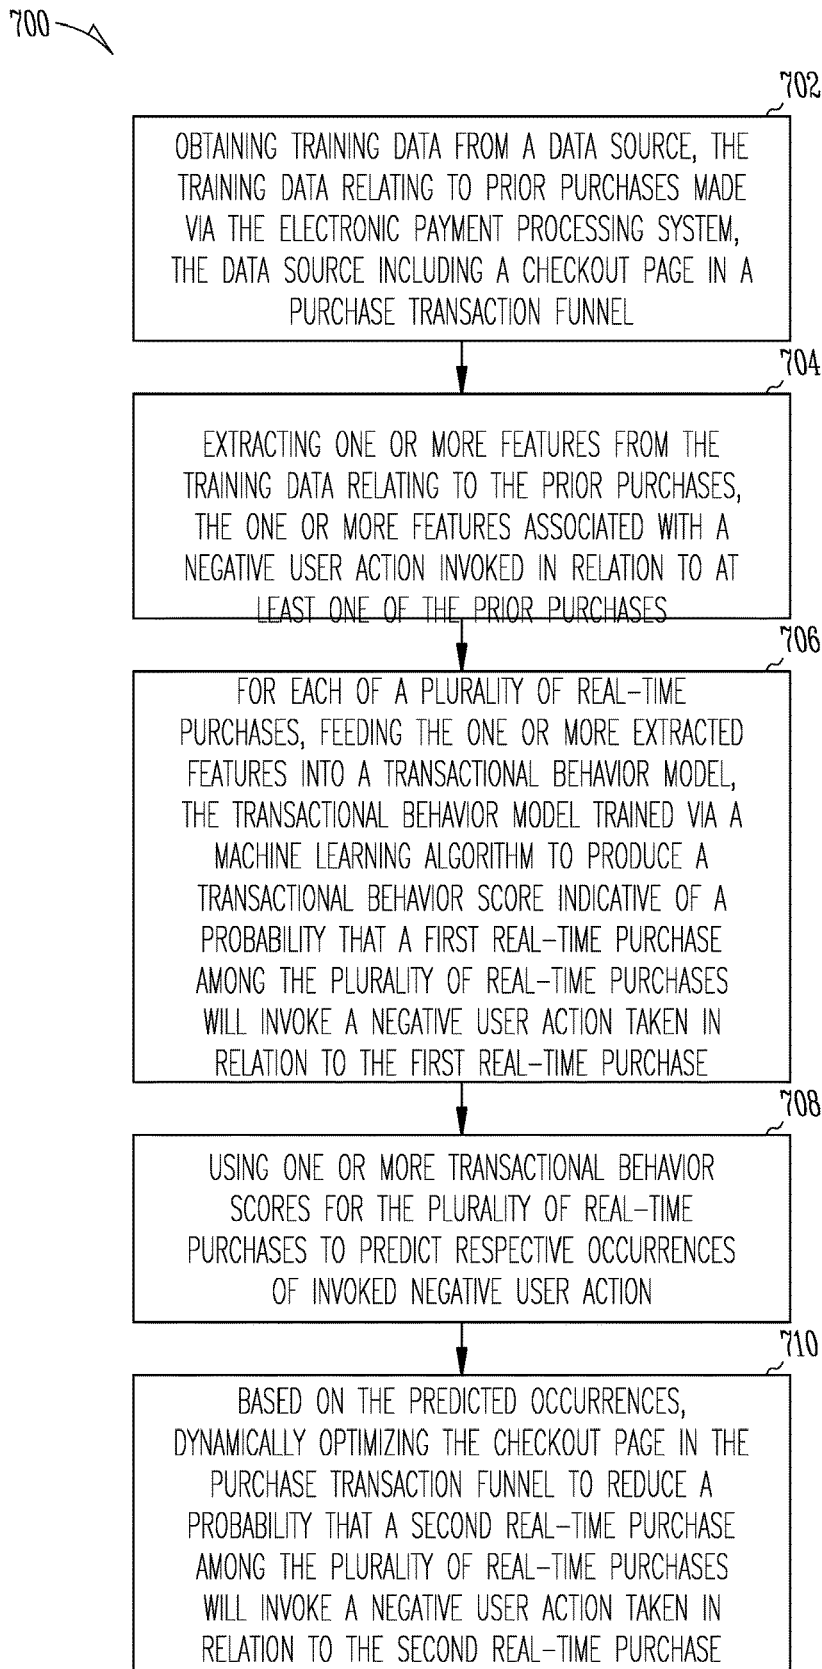 700
702
OBTAINING TRAINING DATA FROM A DATA SOURCE, THE
TRAINING DATA RELATING TO PRIOR PURCHASES MADE
VIA THE ELECTRONIC PAYMENT PROCESSING SYSTEM,
THE DATA SOURCE INCLUDING A CHECKOUT PAGE IN A
PURCHASE TRANSACTION FUNNEL
704
EXTRACTING ONE OR MORE FEATURES FROM THE
TRAINING DATA RELATING TO THE PRIOR PURCHASES,
THE ONE OR MORE FEATURES ASSOCIATED WITH A
NEGATIVE USER ACTION INVOKED IN RELATION TO AT
LEAST ONE OF THE PRIOR PURCHASES
706
FOR EACH OF A PLURALITY OF REAL-TIME
PURCHASES, FEEDING THE ONE OR MORE EXTRACTED
FEATURES INTO A TRANSACTIONAL BEHAVIOR MODEL,
THE TRANSACTIONAL BEHAVIOR MODEL TRAINED VIA A
MACHINE LEARNING ALGORITHM TO PRODUCE A
TRANSACTIONAL BEHAVIOR SCORE INDICATIVE OF A
PROBABILITY THAT A FIRST REAL-TIME PURCHASE
AMONG THE PLURALITY OF REAL-TIME PURCHASES
WILL INVOKE A NEGATIVE USER ACTION TAKEN IN
RELATION TO THE FIRST REAL-TIME PURCHASE
708
USING ONE OR MORE TRANSACTIONAL BEHAVIOR
SCORES FOR THE PLURALITY OF REAL-TIME
PURCHASES TO PREDICT RESPECTIVE OCCURRENCES
OF INVOKED NEGATIVE USER ACTION
710
BASED ON THE PREDICTED OCCURRENCES,
DYNAMICALLY OPTIMIZING THE CHECKOUT PAGE IN THE
PURCHASE TRANSACTION FUNNEL TO REDUCE A
PROBABILITY THAT A SECOND REAL-TIME PURCHASE
AMONG THE PLURALITY OF REAL-TIME PURCHASES
WILL INVOKE A NEGATIVE USER ACTION TAKEN IN
RELATION TO THE SECOND REAL-TIME PURCHASE